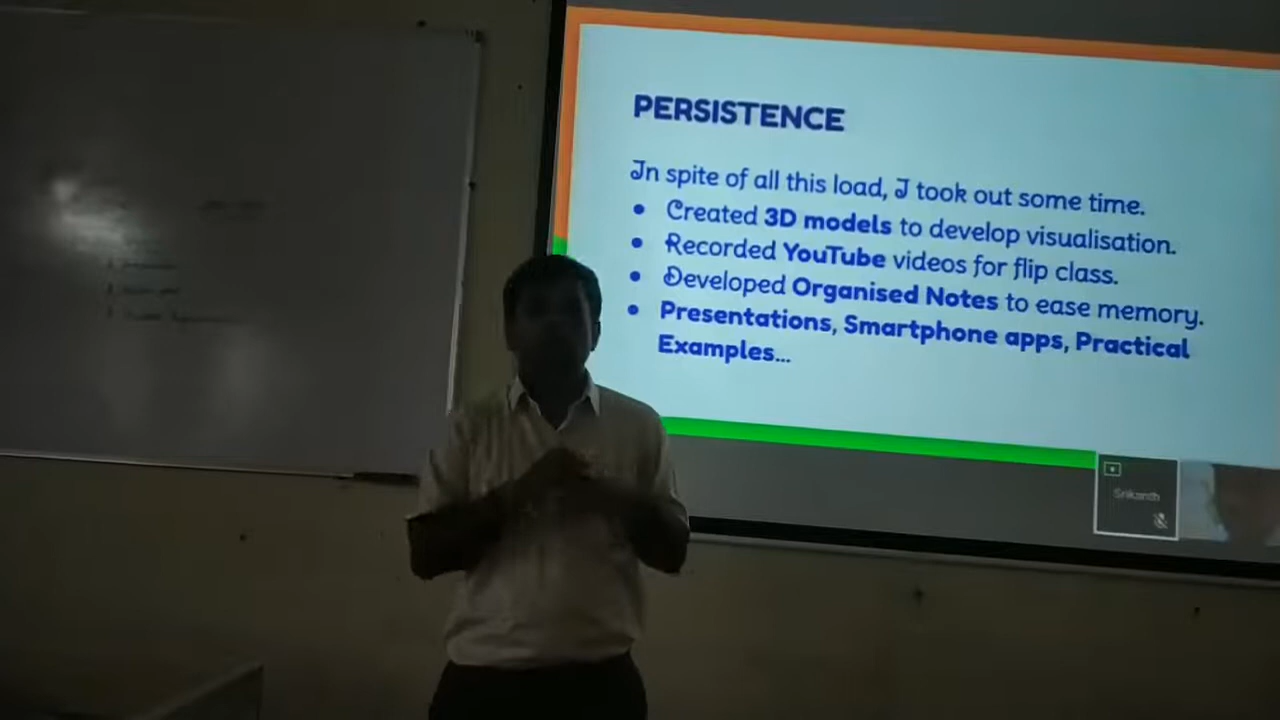 PERSISTENCE
In spite of all this load, I took out some time.
• Created 3D models to develop visualisation.
• Recorded YouTube videos for flip class.
• Developed Organised Notes to ease memory.
• Presentations, Smartphone apps, Practical
Examples...
Srikanth